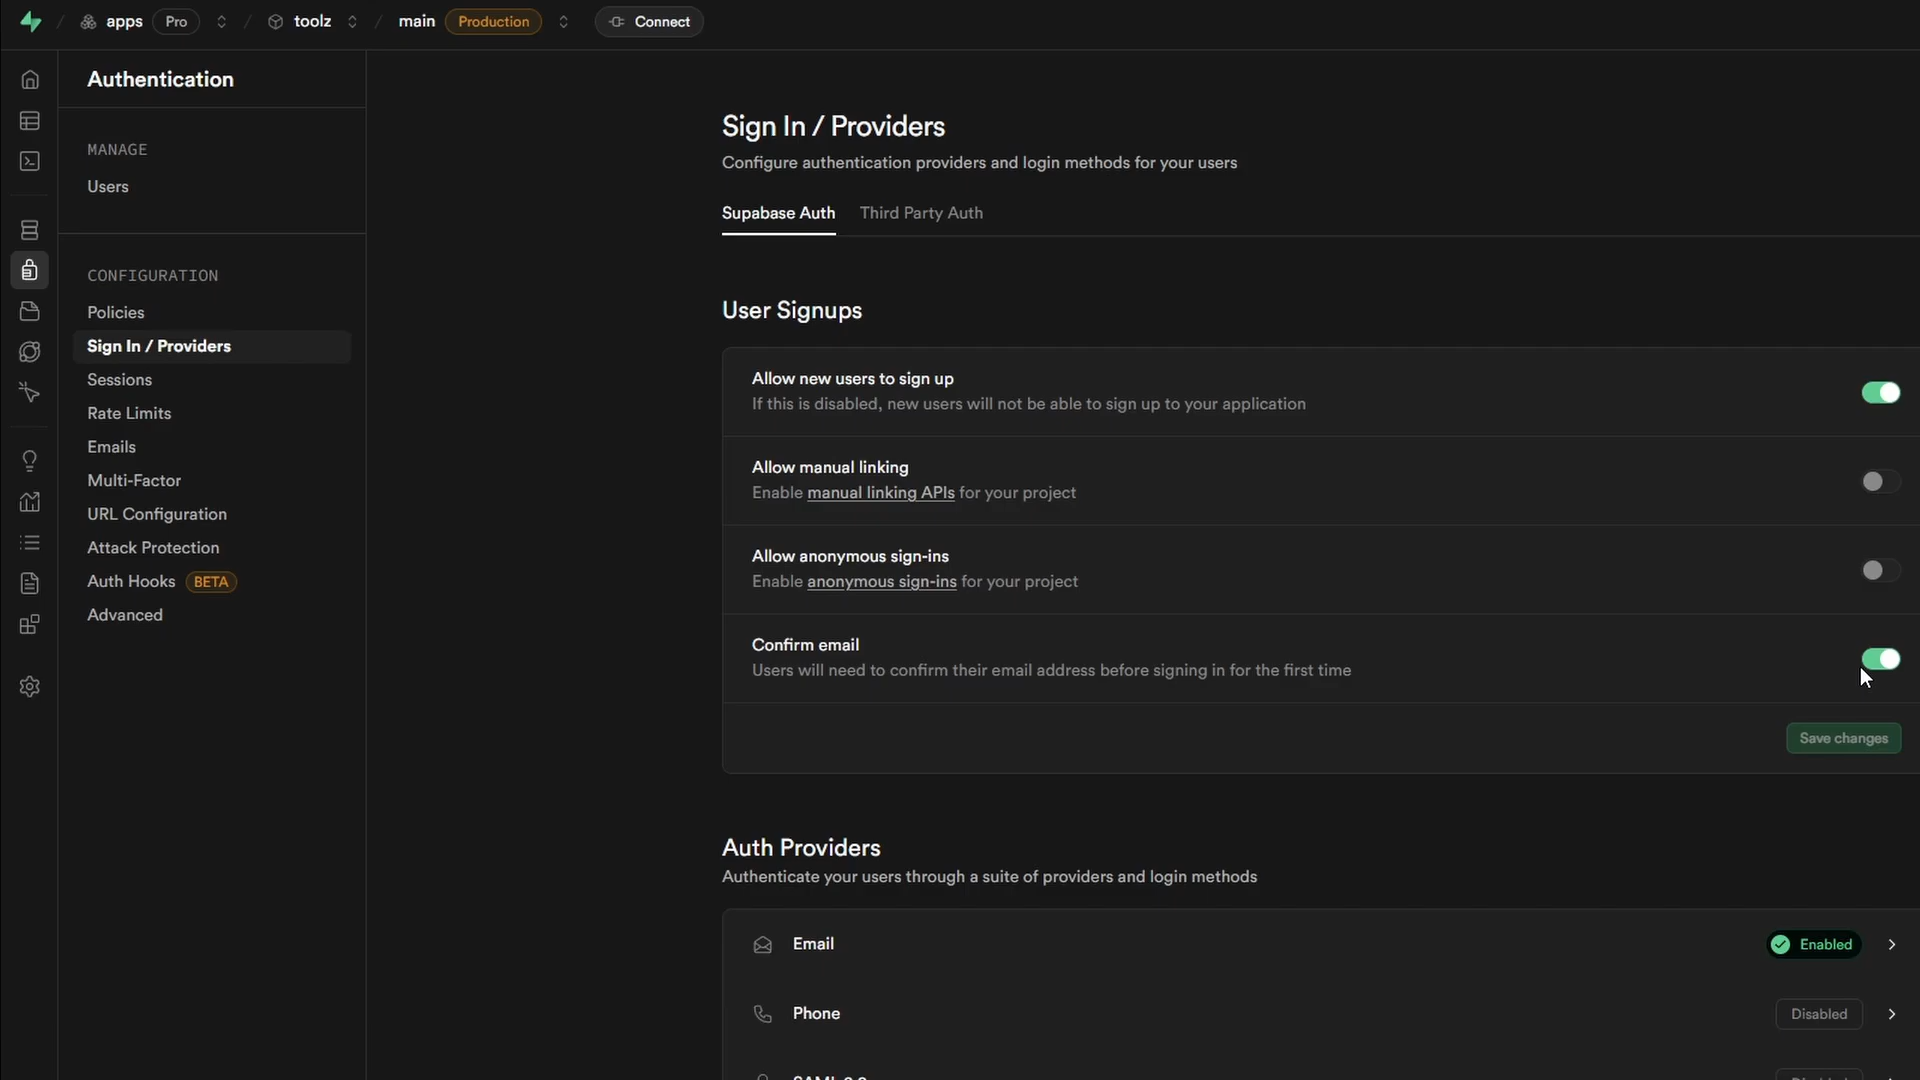 apps Pro toolz main Production Connect
Authentication
MANAGE
Users
CONFIGURATION
Policies
Sign In / Providers
Sessions
Rate Limits
Emails
Multi-Factor
URL Configuration
Attack Protection
Auth Hooks BETA
Advanced
Sign In / Providers
Configure authentication providers and login methods for your users
Supabase Auth Third Party Auth
User Signups
Allow new users to sign up
If this is disabled, new users will not be able to sign up to your application
Allow manual linking
Enable manual linking APIs for your project
Allow anonymous sign-ins
Enable anonymous sign-ins for your project
Confirm email
Users will need to confirm their email address before signing in for the first time
Save changes
Auth Providers
Authenticate your users through a suite of providers and login methods
Email Enabled
Phone Disabled